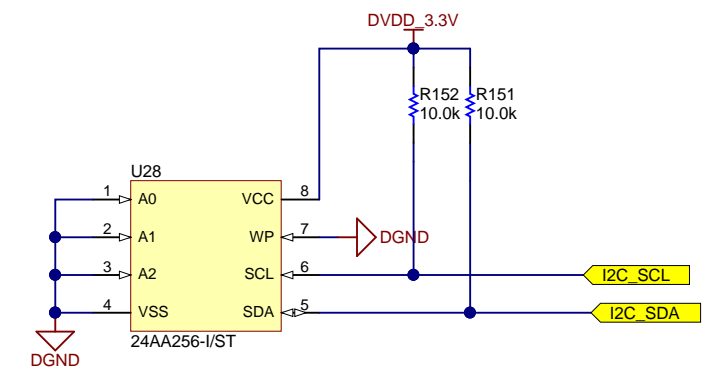 DVDD_3.3V
R152
10.0k
R151
10.0k
U28
1 A0 VCC 8
2 A1 WP 7 DGND
3 A2 SCL 6 I2C_SCL
4 VSS SDA 5 I2C_SDA
24AA256-I/ST
DGND